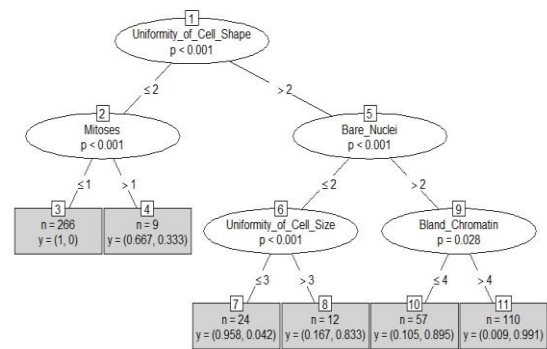 1
Uniformity_of_Cell_Shape
p < 0.001
≤ 2
> 2
2
Mitoses
p < 0.001
5
Bare_Nuclei
p < 0.001
≤ 1
> 1
≤ 2
> 2
3
n = 266
y = (1, 0)
4
n = 9
y = (0.667, 0.333)
6
Uniformity_of_Cell_Size
p < 0.001
9
Bland_Chromatin
p = 0.028
≤ 3
> 3
≤ 4
> 4
7
n = 24
y = (0.958, 0.042)
8
n = 12
y = (0.167, 0.833)
10
n = 57
y = (0.105, 0.895)
11
n = 110
y = (0.009, 0.991)